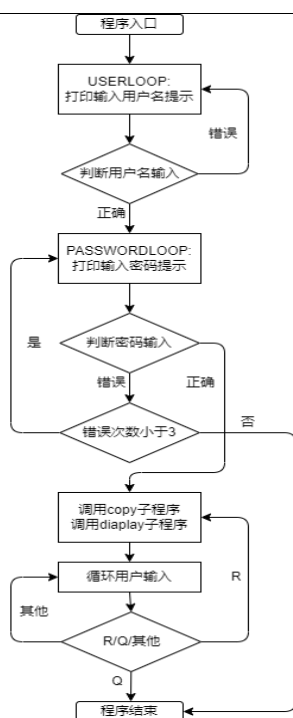 程序入口
USERLOOP:
打印输入用户名提示
错误
判断用户名输入
正确
PASSWORDLOOP:
打印输入密码提示
是
判断密码输入
错误
正确
否
错误次数小于3
调用copy子程序
调用diaplay子程序
循环用户输入
R
其他
R/Q/其他
Q
程序结束